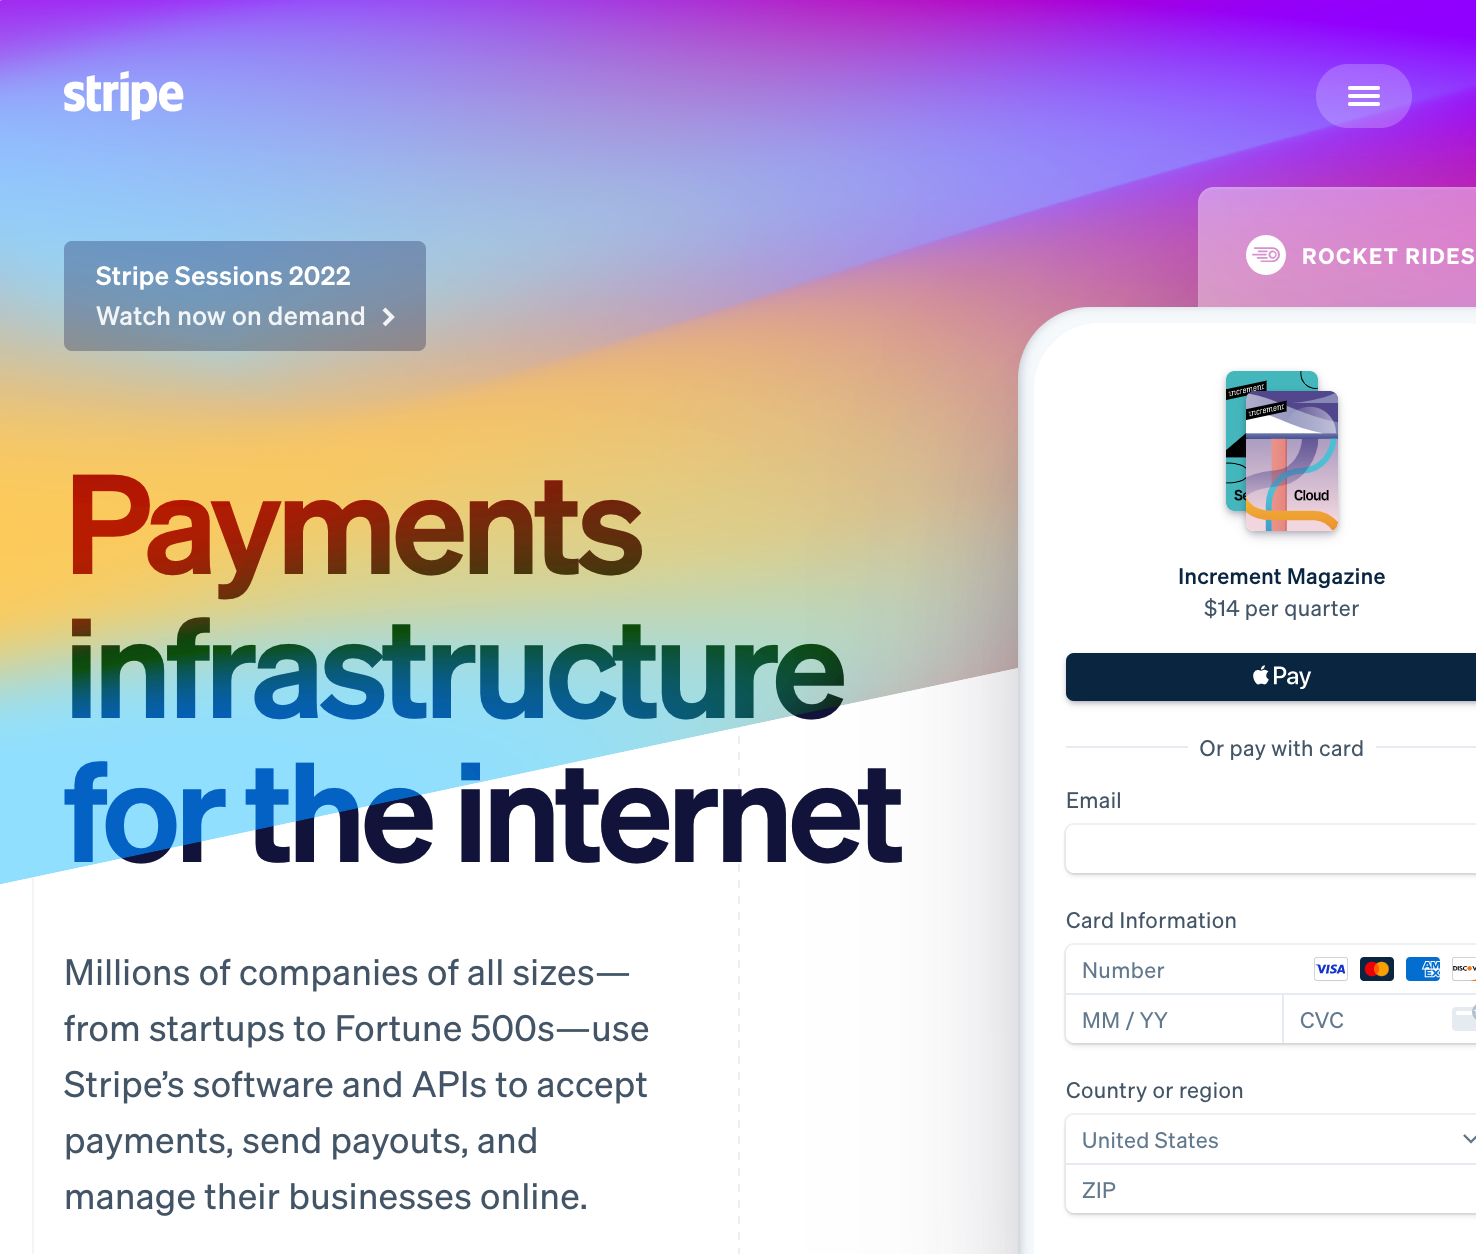 stripe
Stripe Sessions 2022
Watch now on demand
ROCKET RIDES
Payments
infrastructure
for the internet
Millions of companies of all sizes—
from startups to Fortune 500s—use
Stripe’s software and APIs to accept
payments, send payouts, and
manage their businesses online.
increment
increment
Cloud
Increment Magazine
$14 per quarter
Pay
Or pay with card
Email
Card Information
Number
VISA
AMEX
MM / YY
CVC
Country or region
United States
ZIP